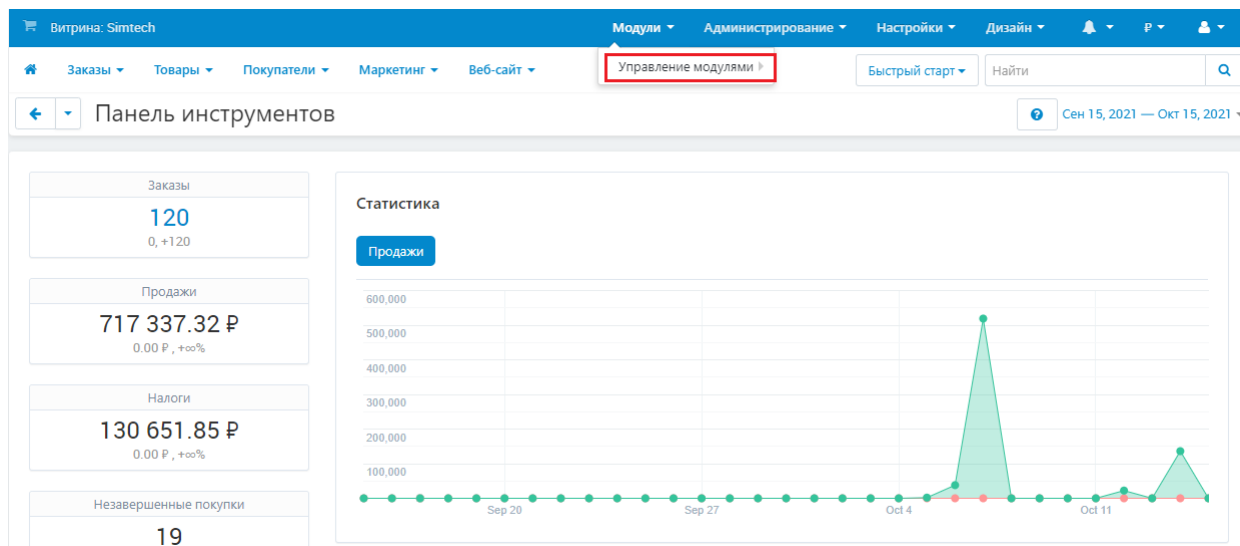 Витрина: Simtech
Модули
Администрирование
Настройки
Дизайн
₽
Заказы
Товары
Покупатели
Маркетинг
Веб-сайт
Управление модулями
Быстрый старт
Найти
Панель инструментов
Сен 15, 2021 — Окт 15, 2021
Заказы
120
0, +120
Продажи
717 337.32 ₽
0.00 ₽ , +∞%
Налоги
130 651.85 ₽
0.00 ₽ , +∞%
Незавершенные покупки
19
Статистика
Продажи
600,000
500,000
400,000
300,000
200,000
100,000
Sep 20
Sep 27
Oct 4
Oct 11